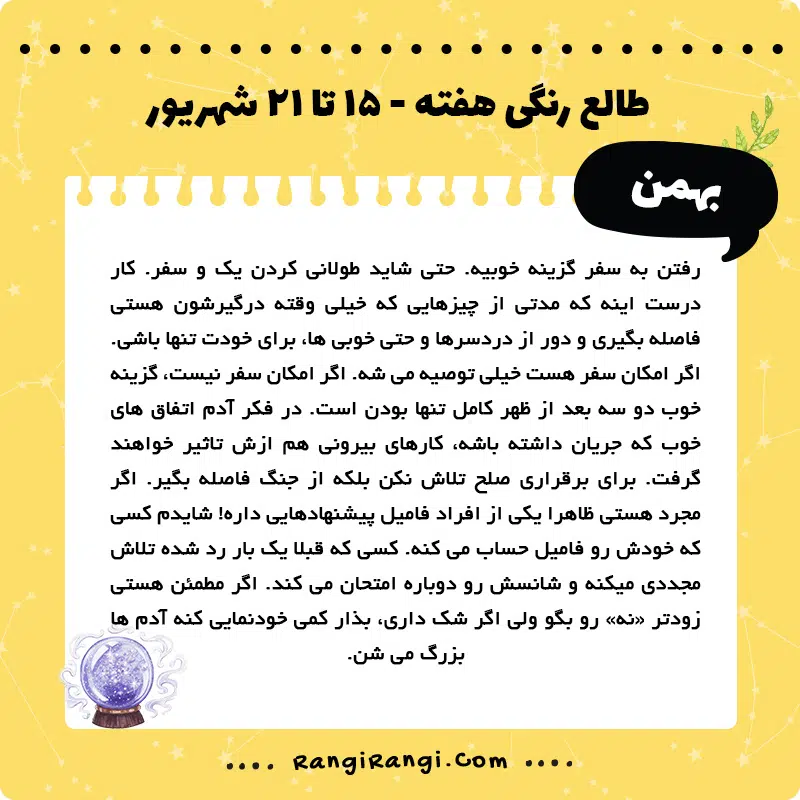 طالع رنگی هفته - ۱۵ تا ۲۱ شهریور
بهمن
رفتن به سفر گزینه خوبیه. حتی شاید طولانی کردن یک و سفر. کار
درست اینه که مدتی از چیزهایی که خیلی وقته درگیرشون هستی
فاصله بگیری و دور از دردسرها و حتی خوبی ها، برای خودت تنها باشی.
اگر امکان سفر هست خیلی توصیه می شه. اگر امکان سفر نیست، گزینه
خوب دو سه بعد از ظهر کامل تنها بودن است. در فکر آدم اتفاق های
خوب که جریان داشته باشه، کارهای بیرونی هم ازش تاثیر خواهند
گرفت. برای برقراری صلح تلاش نکن بلکه از جنگ فاصله بگیر. اگر
مجرد هستی ظاهرا یکی از افراد فامیل پیشنهادهایی داره! شایدم کسی
که خودش رو فامیل حساب می کنه. کسی که قبلا یک بار رد شده تلاش
مجددی میکنه و شانسش رو دوباره امتحان می کند. اگر مطمئن هستی
زودتر «نه» رو بگو ولی اگر شک داری، بذار کمی خودنمایی کنه آدم ها
بزرگ می شن.
.... RangiRangi.Com ....